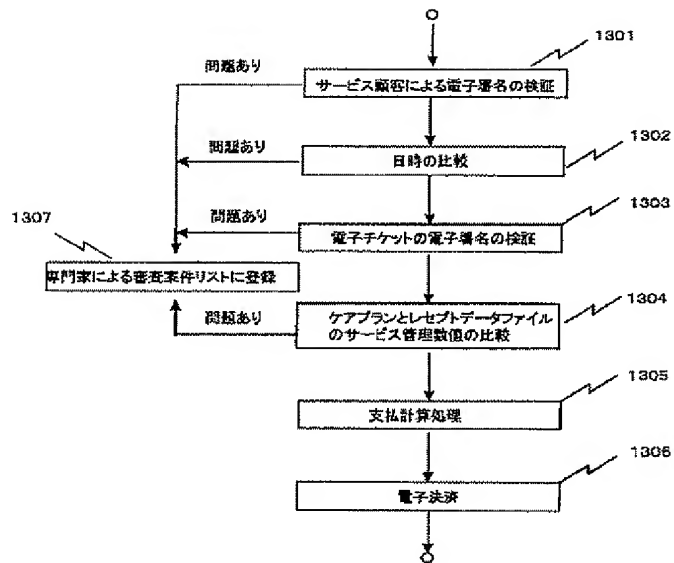 1301
問題あり
サービス顧客による電子署名の検証
1302
問題あり
日時の比較
1303
1307
問題あり
電子チケットの電子署名の検証
専門家による審査案件リストに登録
1304
問題あり
ケアプランとレセプトデータファイル
のサービス管理数値の比較
1305
支払計算処理
1306
電子決済